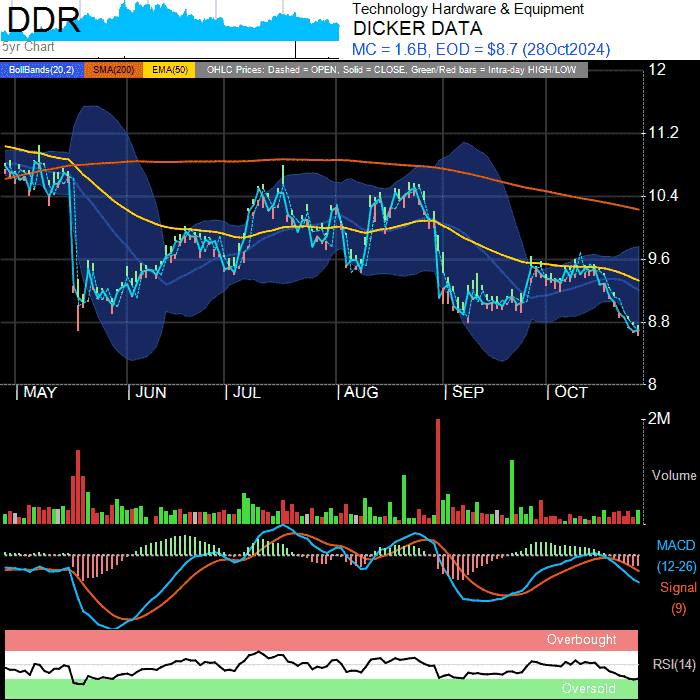 DDR
5yr Chart
Technology Hardware & Equipment
DICKER DATA
MC = 1.6B, EOD = $8.7 (28Oct2024)
BollBands(20,2) SMA(200) EMA(50) OHLC Prices: Dashed = OPEN, Solid = CLOSE, Green/Red bars = Intra-day HIGH/LOW
12
11.2
10.4
9.6
8.8
8
MAY JUN JUL AUG SEP OCT
2M
Volume
MACD
(12-26)
Signal
(9)
Overbought
RSI(14)
Oversold